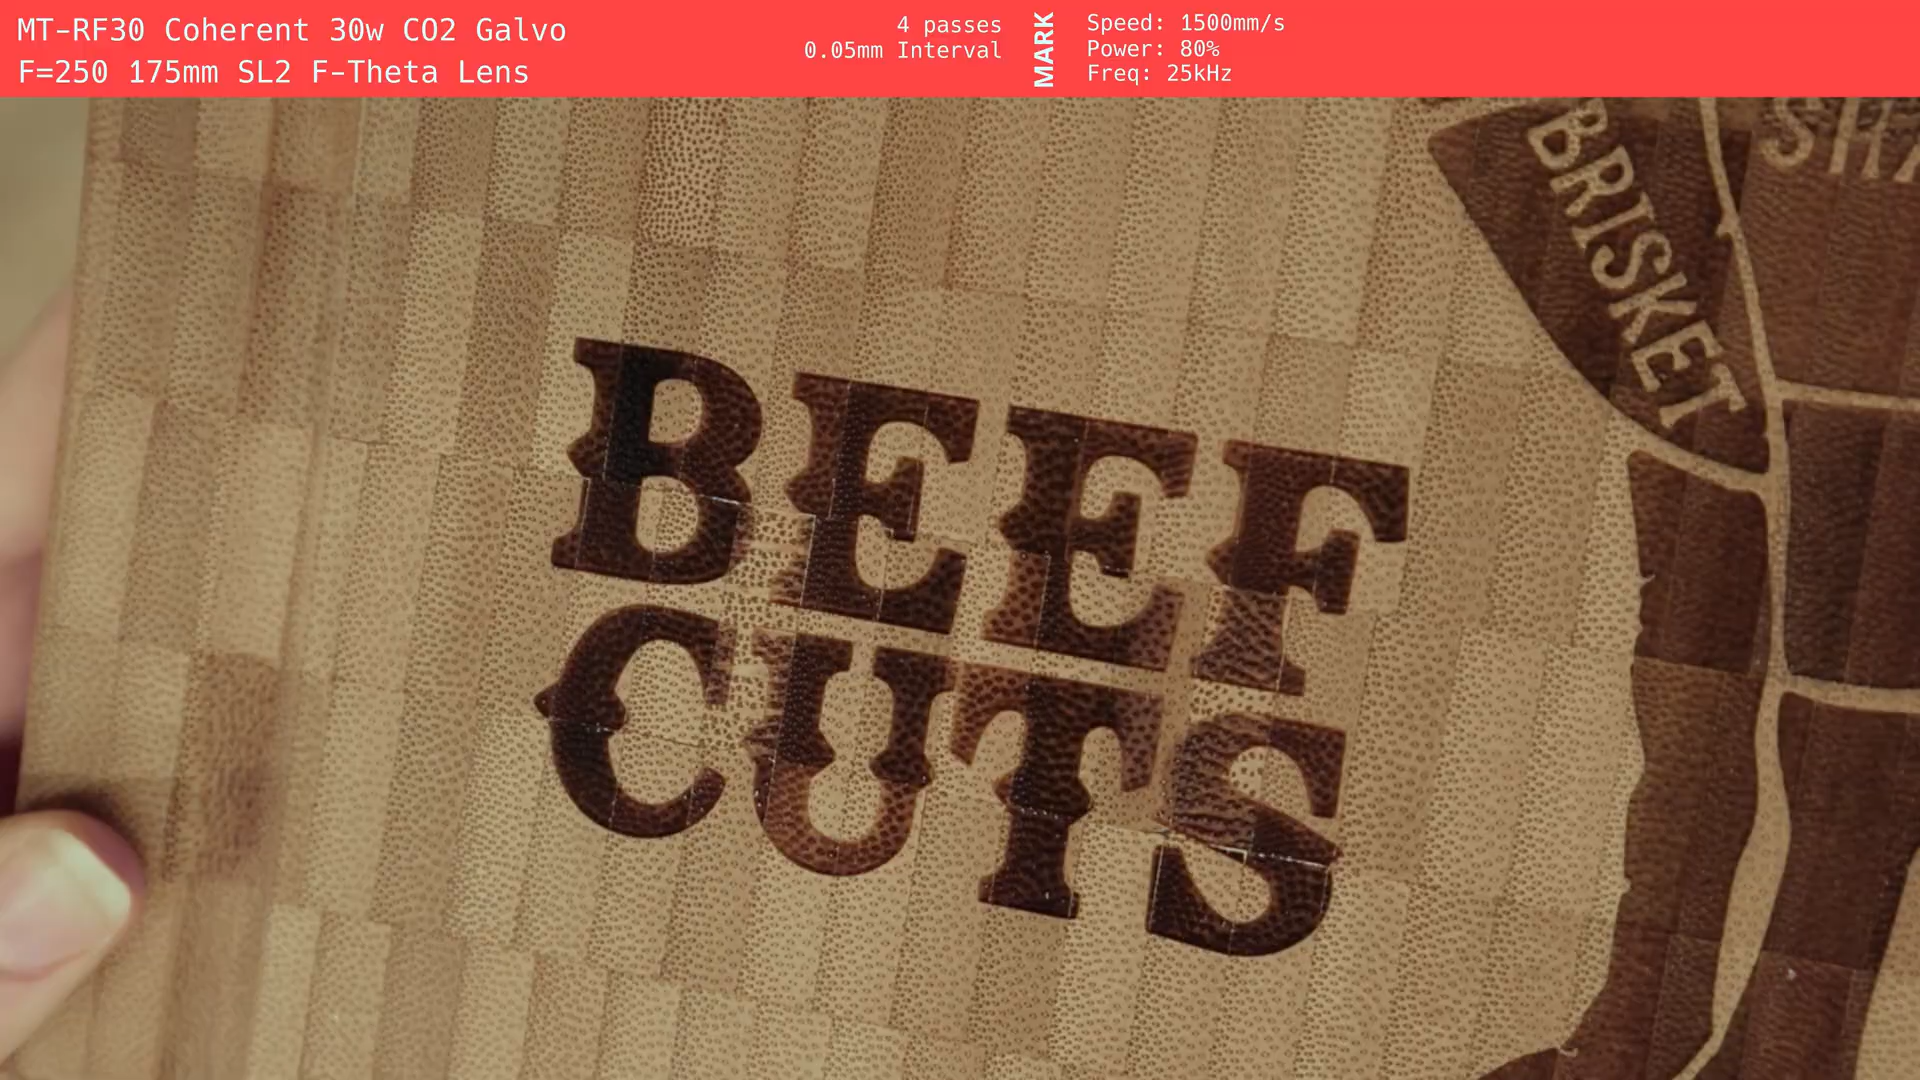 MT-RF30 Coherent 30w CO2 Galvo
F=250 175mm SL2 F-Theta Lens
4 passes
0.05mm Interval
MARK
Speed: 1500mm/s
Power: 80%
Freq: 25kHz
BRISKET
BEEF
CUTS